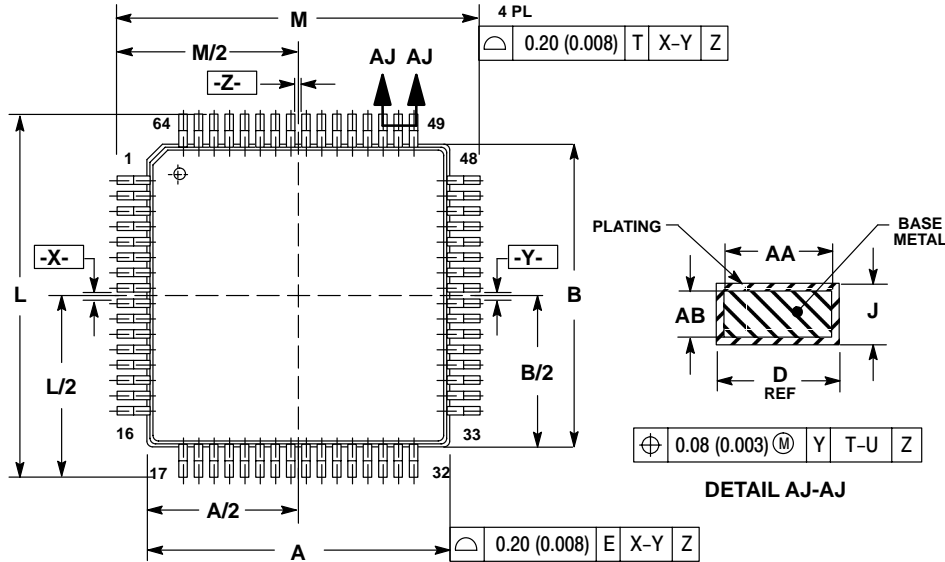 M
4 PL
⌓ 0.20 (0.008) T X–Y Z
M/2
AJ AJ
-Z-
64
49
1
48
PLATING
BASE
METAL
AA
-X-
-Y-
L
B
AB
J
L/2
B/2
D
REF
16
33
⌖ 0.08 (0.003) Ⓜ Y T–U Z
17
32
DETAIL AJ-AJ
A/2
A
⌓ 0.20 (0.008) E X–Y Z